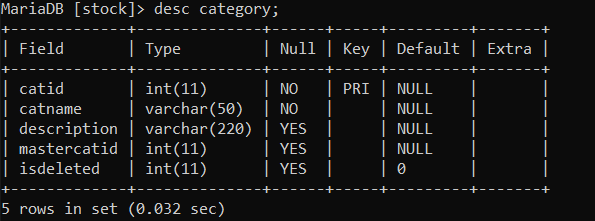 MariaDB [stock]> desc category;
+-------------+--------------+------+-----+---------+-------+
| Field       | Type         | Null | Key | Default | Extra |
+-------------+--------------+------+-----+---------+-------+
| catid       | int(11)      | NO   | PRI | NULL    |       |
| catname     | varchar(50)  | NO   |     | NULL    |       |
| description | varchar(220) | YES  |     | NULL    |       |
| mastercatid | int(11)      | YES  |     | NULL    |       |
| isdeleted   | int(11)      | YES  |     | 0       |       |
+-------------+--------------+------+-----+---------+-------+
5 rows in set (0.032 sec)